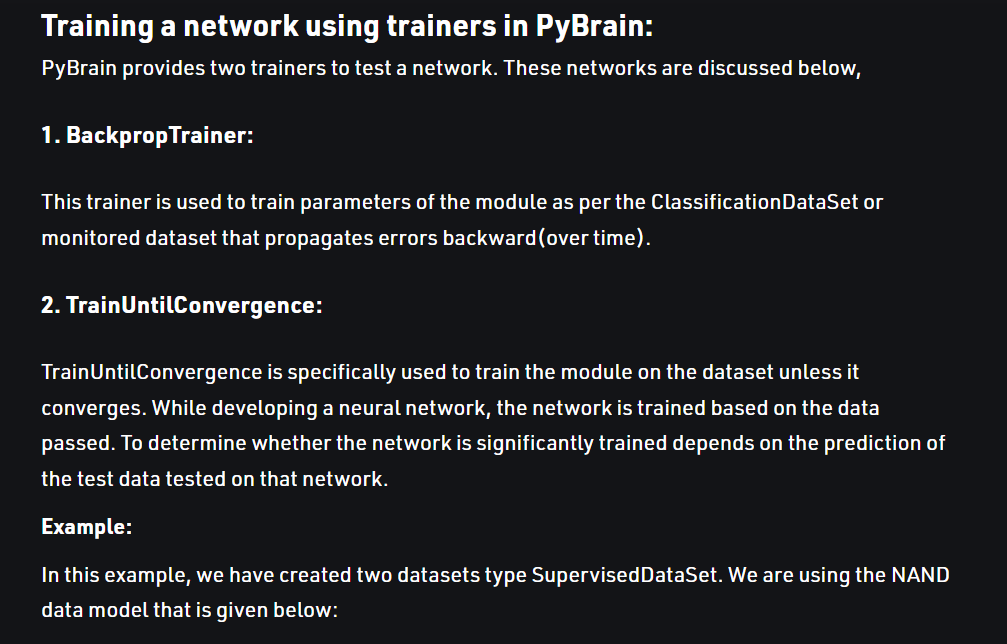 Training a network using trainers in PyBrain:
PyBrain provides two trainers to test a network. These networks are discussed below,
1. BackpropTrainer:
This trainer is used to train parameters of the module as per the ClassificationDataSet or
monitored dataset that propagates errors backward(over time).
2. TrainUntilConvergence:
TrainUntilConvergence is specifically used to train the module on the dataset unless it
converges. While developing a neural network, the network is trained based on the data
passed. To determine whether the network is significantly trained depends on the prediction of
the test data tested on that network.
Example:
In this example, we have created two datasets type SupervisedDataSet. We are using the NAND
data model that is given below: